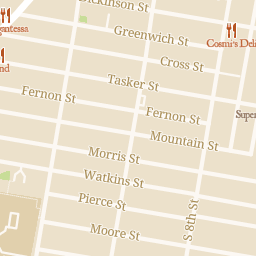 Dickinson St
Greenwich St
Cosmi's Deli
Cross St
Tasker St
Fernon St
Fernon St
Mountain St
Morris St
Watkins St
Pierce St
S 8th St
Moore St